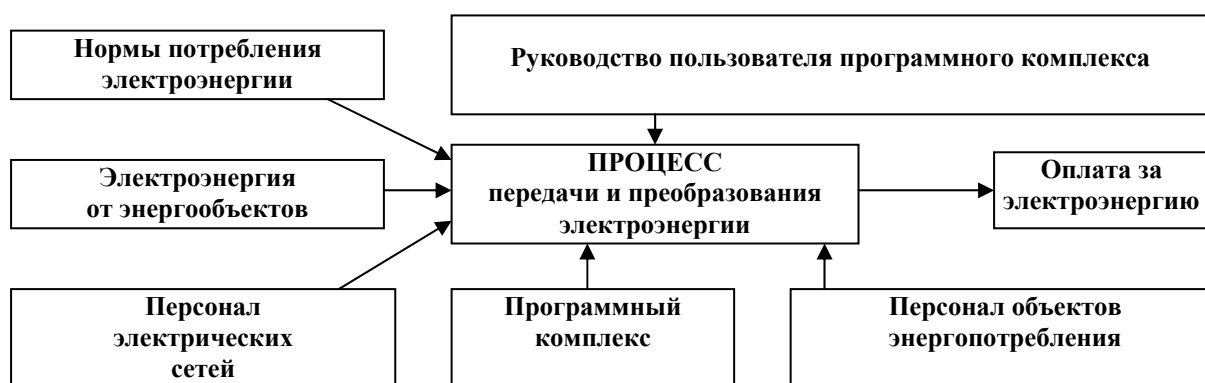 Нормы потребления
электроэнергии
Руководство пользователя программного комплекса
Электроэнергия
от энергообъектов
ПРОЦЕСС
передачи и преобразования
электроэнергии
Оплата за
электроэнергию
Персонал
электрических
сетей
Программный
комплекс
Персонал объектов
энергопотребления